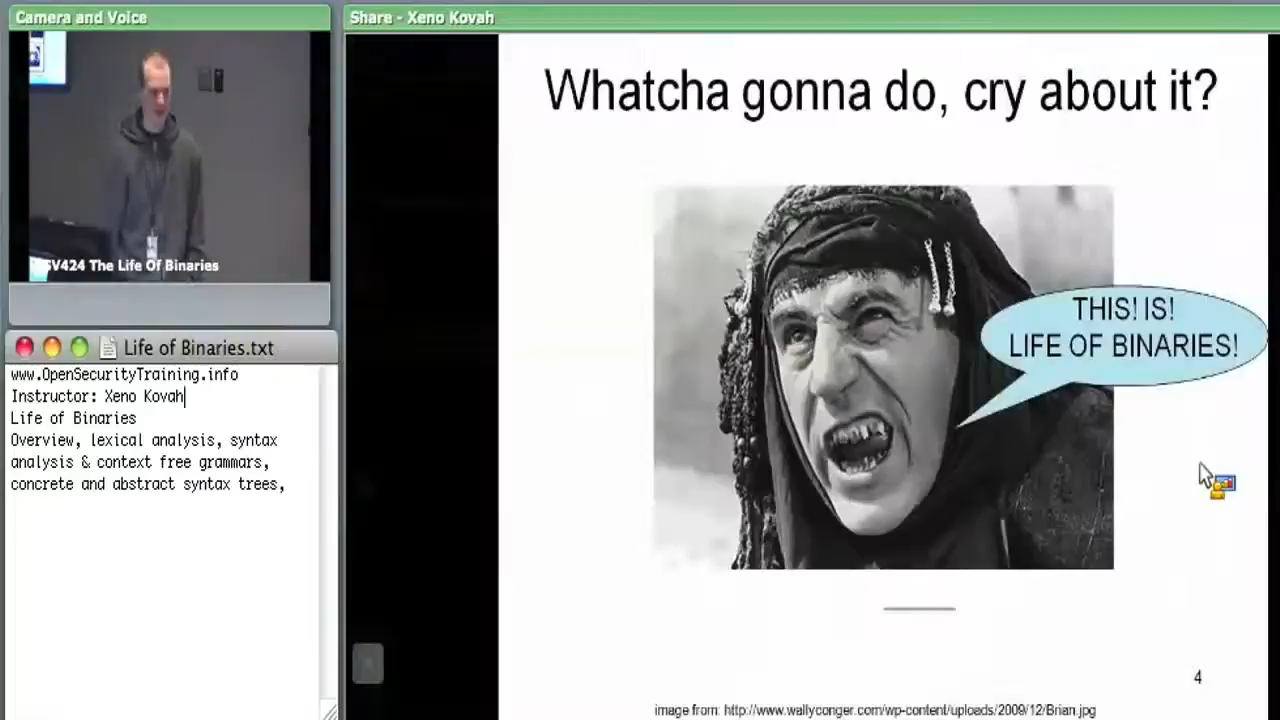 Camera and Voice
SV424 The Life Of Binaries
Life of Binaries.txt
www.OpenSecurityTraining.info
Instructor: Xeno Kovah
Life of Binaries
Overview, lexical analysis, syntax
analysis & context free grammars,
concrete and abstract syntax trees,
Share - Xeno Kovah
Whatcha gonna do, cry about it?
THIS! IS!
LIFE OF BINARIES!
4
image from: http://www.wallyconger.com/wp-content/uploads/2009/12/Brian.jpg